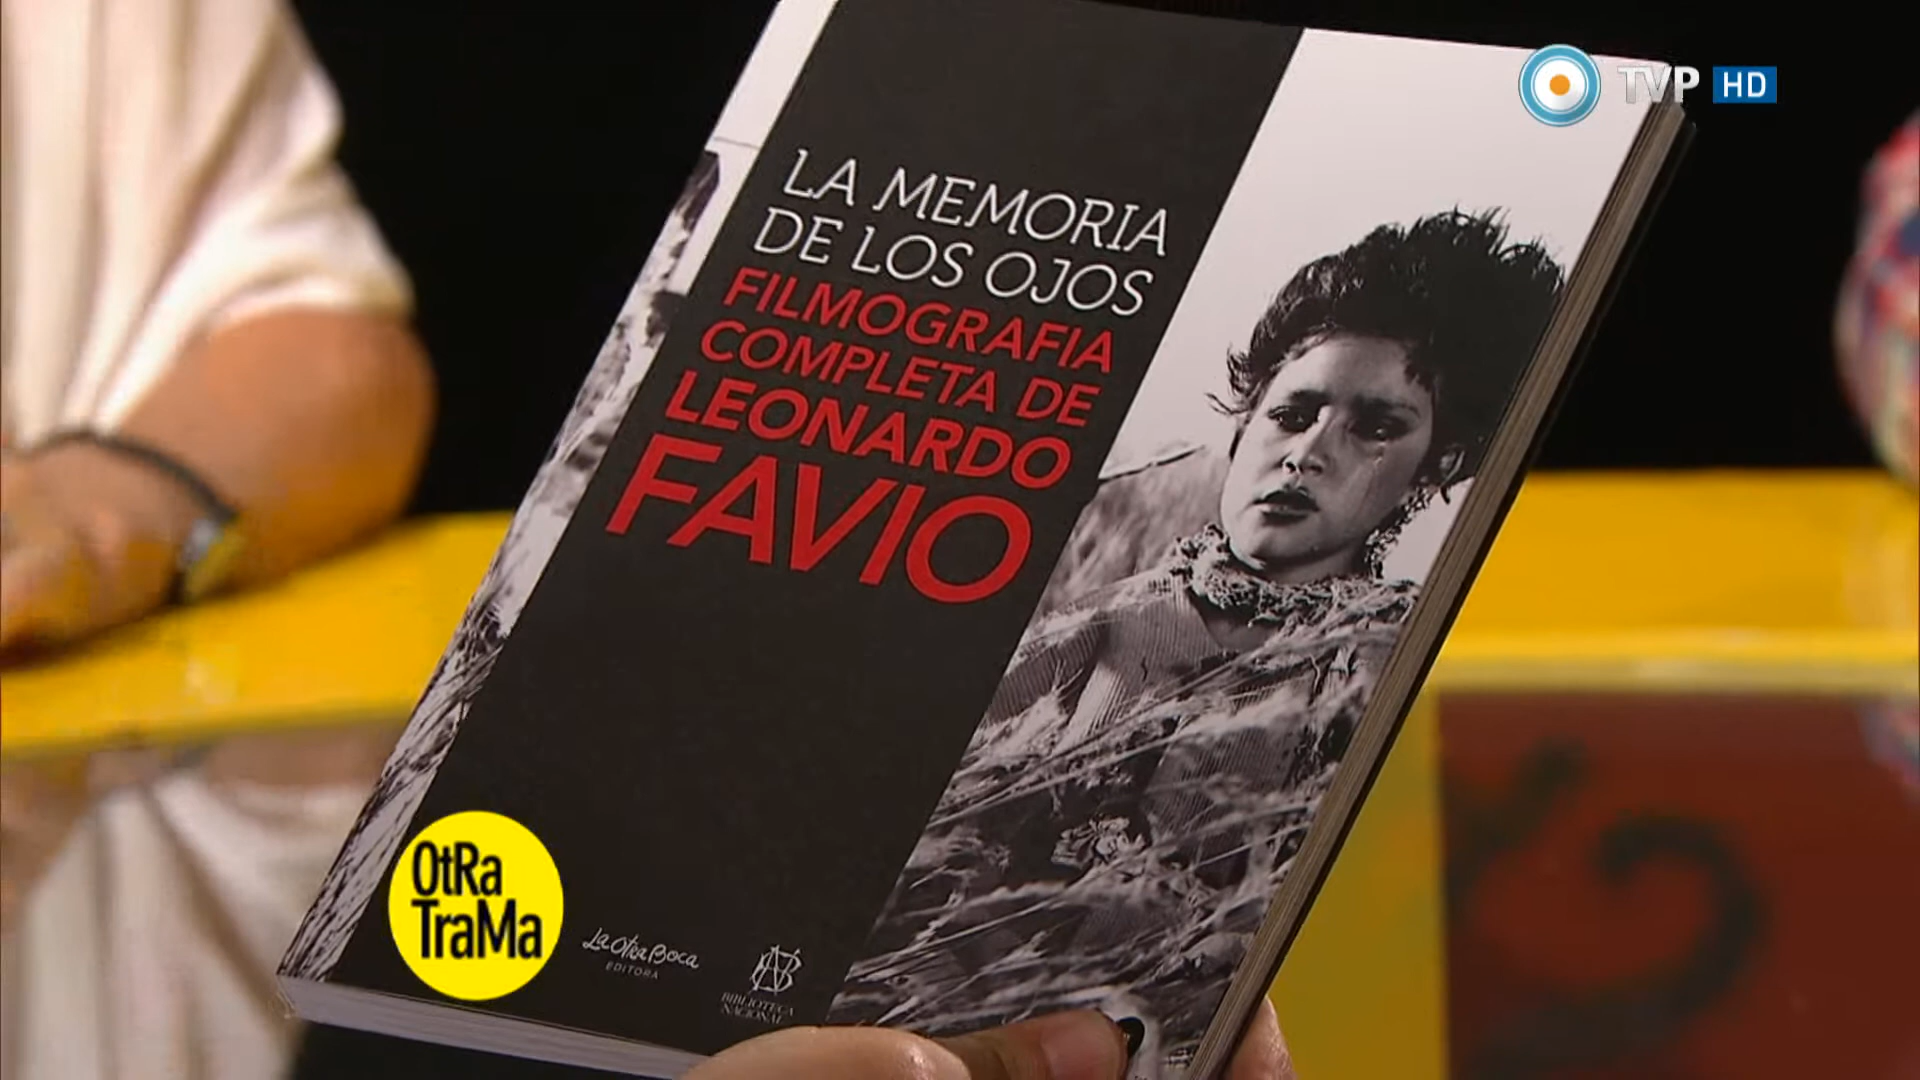 TVP HD
LA MEMORIA
DE LOS OJOS
FILMOGRAFIA
COMPLETA DE
LEONARDO
FAVIO
OtRa
TraMa
La Otra Boca
EDITORA
BIBLIOTECA
NACIONAL